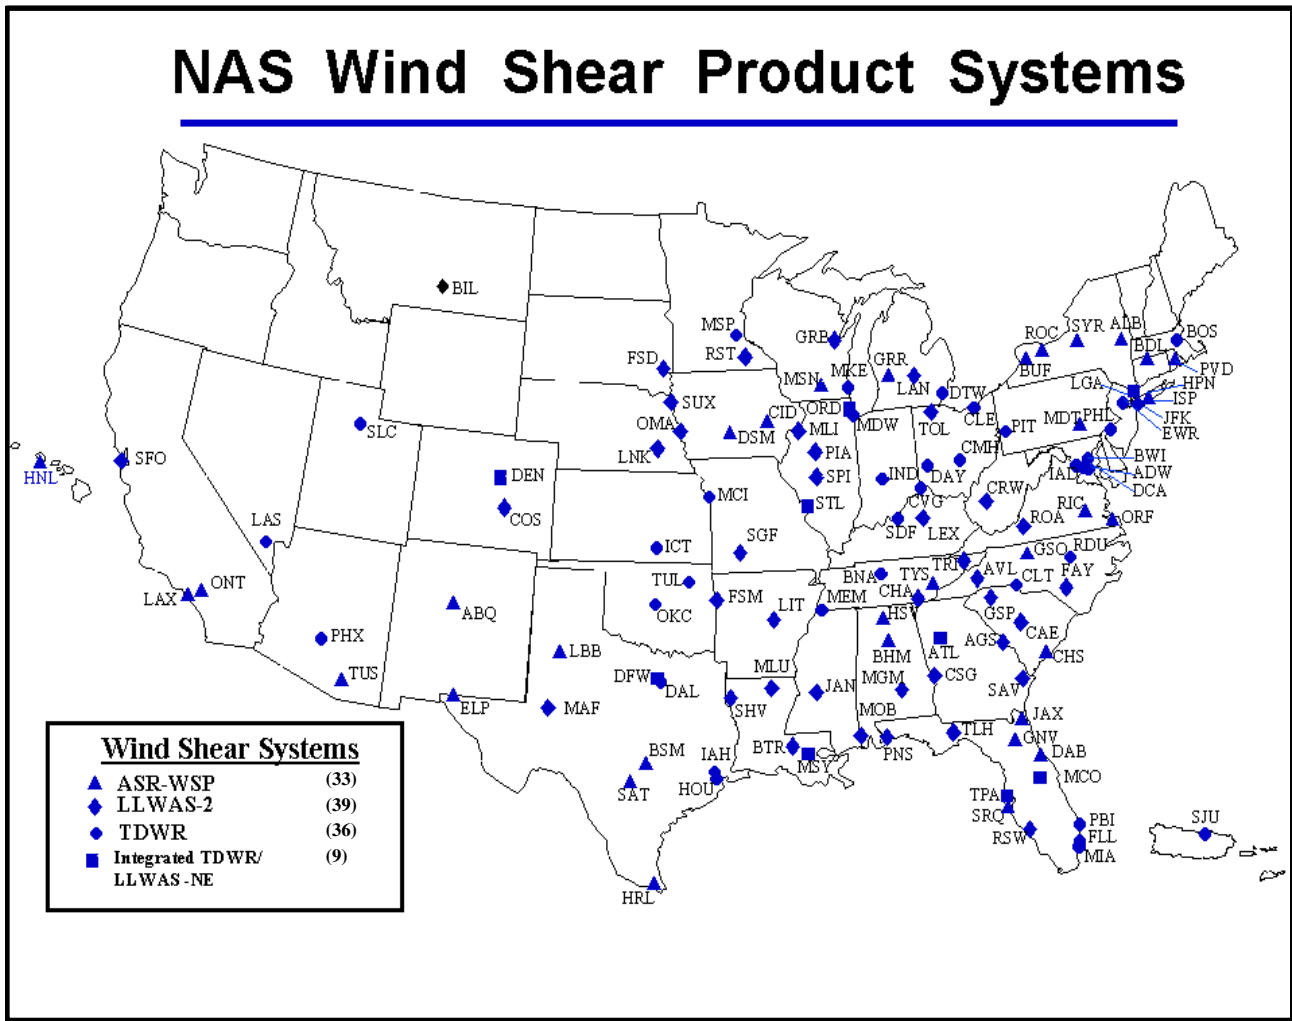 NAS Wind Shear Product Systems
BIL
MSP
RST
GRB
ROC
SYR
ALB
BOS
BDL
BUF
PVD
FSD
MSN
MKE
GRR
LAN
DTW
LGA
HPN
ISP
JFK
EWR
SUX
OMA
CID
ORD
MDW
TOL
CLE
PIT
MDT
PHL
SLC
DSM
MLI
LNK
PIA
CMH
BWI
ADW
DCA
IAD
SFO
HNL
DEN
SPI
IND
DAY
CRW
COS
MCI
STL
CVG
RIC
ORF
LAS
SDF
LEX
ROA
ICT
SGF
GSO
RDU
TUL
BNA
TYS
TRI
AVL
CLT
FAY
LAX
ONT
ABQ
OKC
FSM
LIT
MEM
CHA
HSV
GSP
CAE
PHX
LBB
BHM
ATL
AGS
CHS
TUS
DFW
DAL
MLU
MGM
CSG
SAV
ELP
MAF
SHV
JAN
MOB
JAX
TLH
GNV
PNS
DAB
BSM
IAH
BTR
MSY
MCO
SAT
HOU
TPA
SRQ
RSW
PBI
FLL
MIA
SJU
HRL
Wind Shear Systems
ASR-WSP (33)
LLWAS-2 (39)
TDWR (36)
Integrated TDWR/ (9)
LLWAS -NE